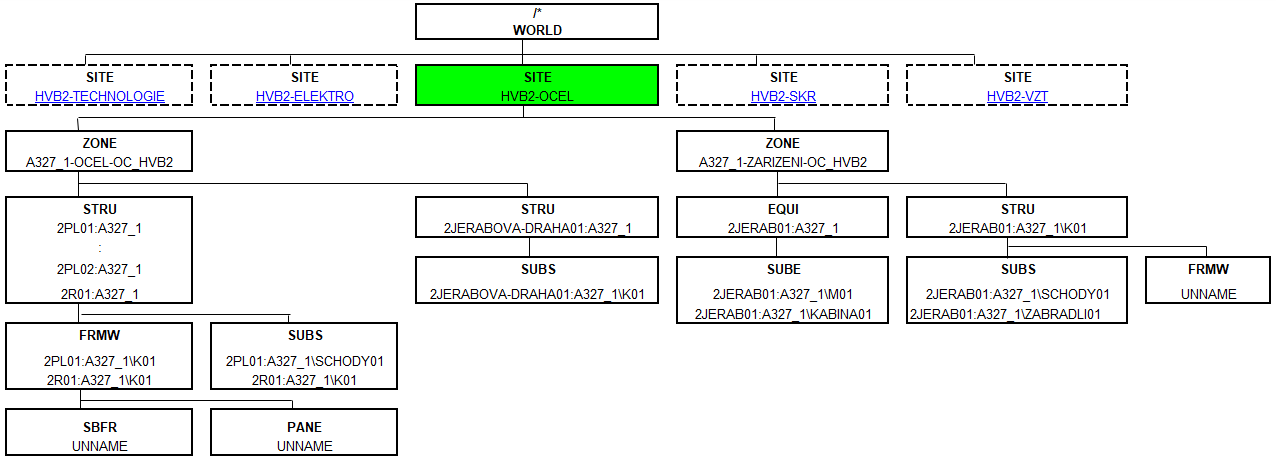 /*
WORLD
SITE
HVB2-TECHNOLOGIE
SITE
HVB2-ELEKTRO
SITE
HVB2-OCEL
SITE
HVB2-SKR
SITE
HVB2-VZT
ZONE
A327_1-OCEL-OC_HVB2
ZONE
A327_1-ZARIZENI-OC_HVB2
STRU
2PL01:A327_1
:
2PL02:A327_1
2R01:A327_1
STRU
2JERABOVA-DRAHA01:A327_1
EQUI
2JERAB01:A327_1
STRU
2JERAB01:A327_1\K01
SUBS
2JERABOVA-DRAHA01:A327_1\K01
SUBE
2JERAB01:A327_1\M01
2JERAB01:A327_1\KABINA01
SUBS
2JERAB01:A327_1\SCHODY01
2JERAB01:A327_1\ZABRADLI01
FRMW
UNNAME
FRMW
2PL01:A327_1\K01
2R01:A327_1\K01
SUBS
2PL01:A327_1\SCHODY01
2R01:A327_1\K01
SBFR
UNNAME
PANE
UNNAME